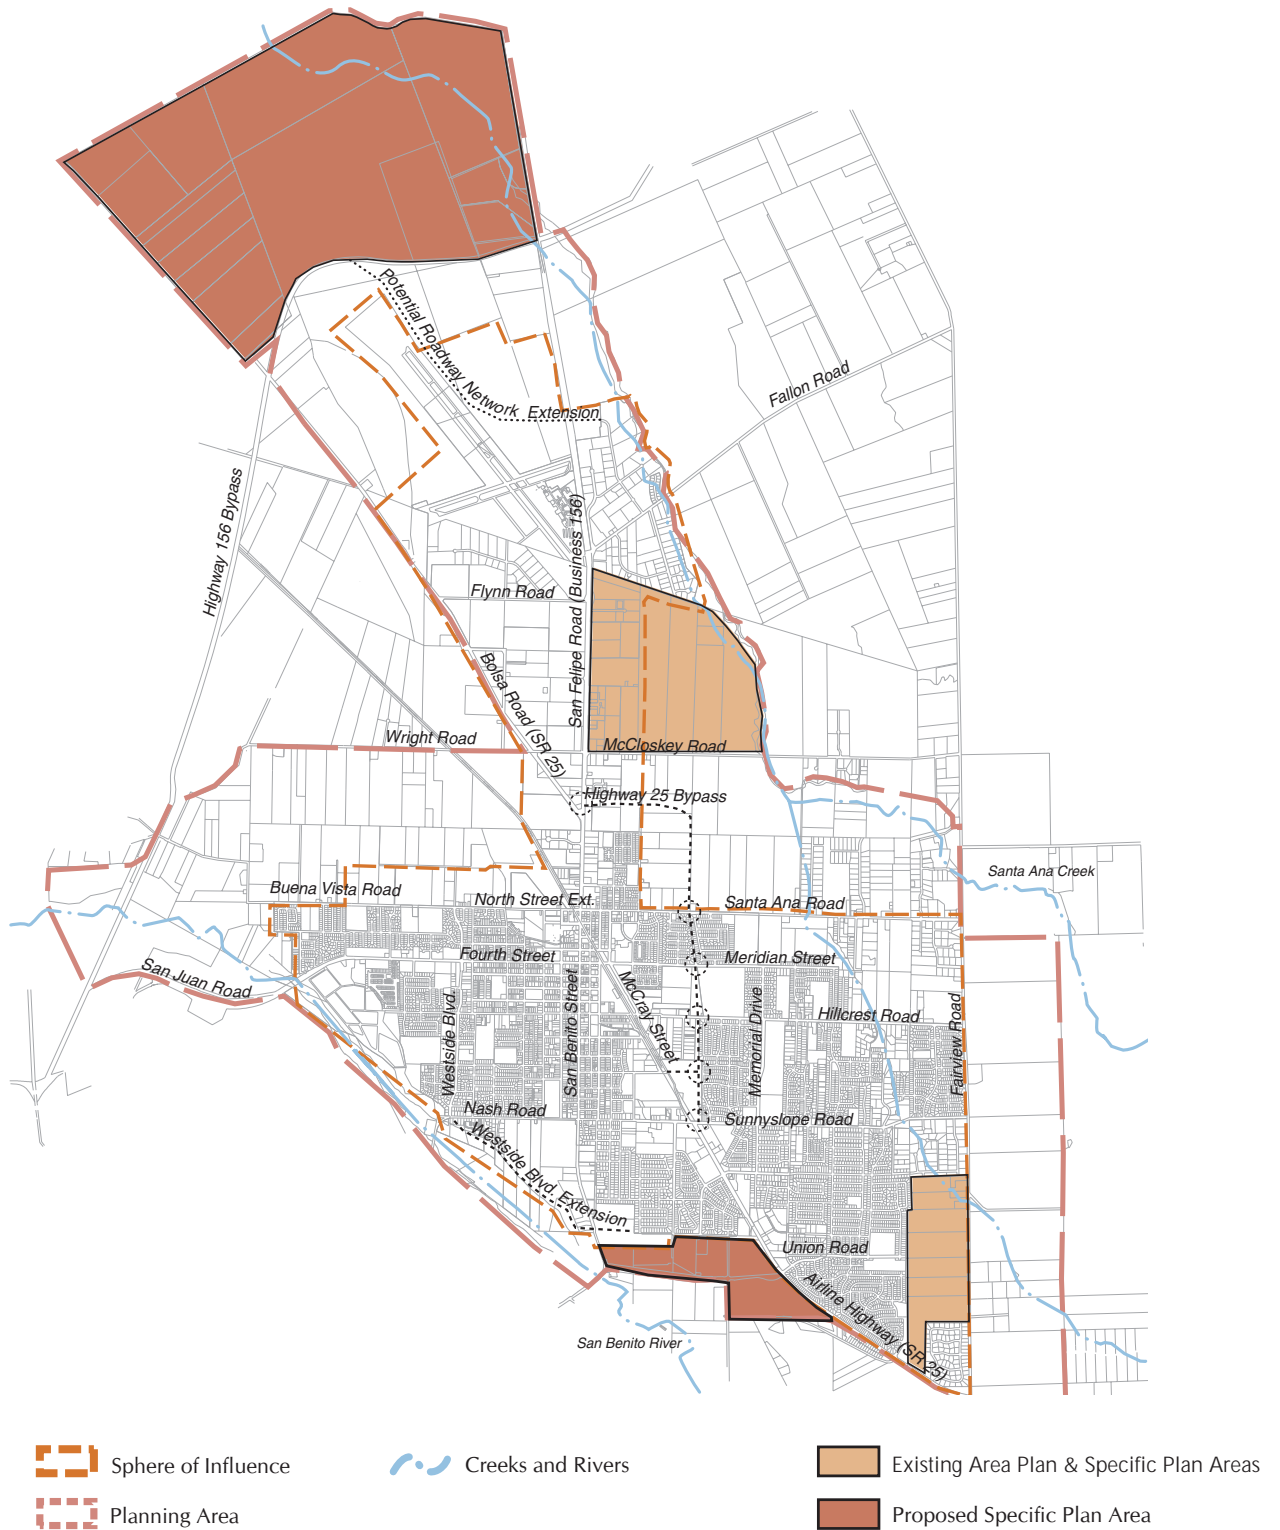 Potential Roadway Network Extension
Fallon Road
Highway 156 Bypass
San Felipe Road (Business 156)
Flynn Road
Bolsa Road (SR 25)
Wright Road
McCloskey Road
Highway 25 Bypass
Santa Ana Creek
Buena Vista Road
North Street Ext.
Santa Ana Road
Fourth Street
Meridian Street
San Juan Road
McCray Street
Westside Blvd.
San Benito Street
Memorial Drive
Hillcrest Road
Fairview Road
Nash Road
Sunnyslope Road
Westside Blvd. Extension
Union Road
Airline Highway (SR 25)
San Benito River
Sphere of Influence
Creeks and Rivers
Existing Area Plan & Specific Plan Areas
Planning Area
Proposed Specific Plan Area